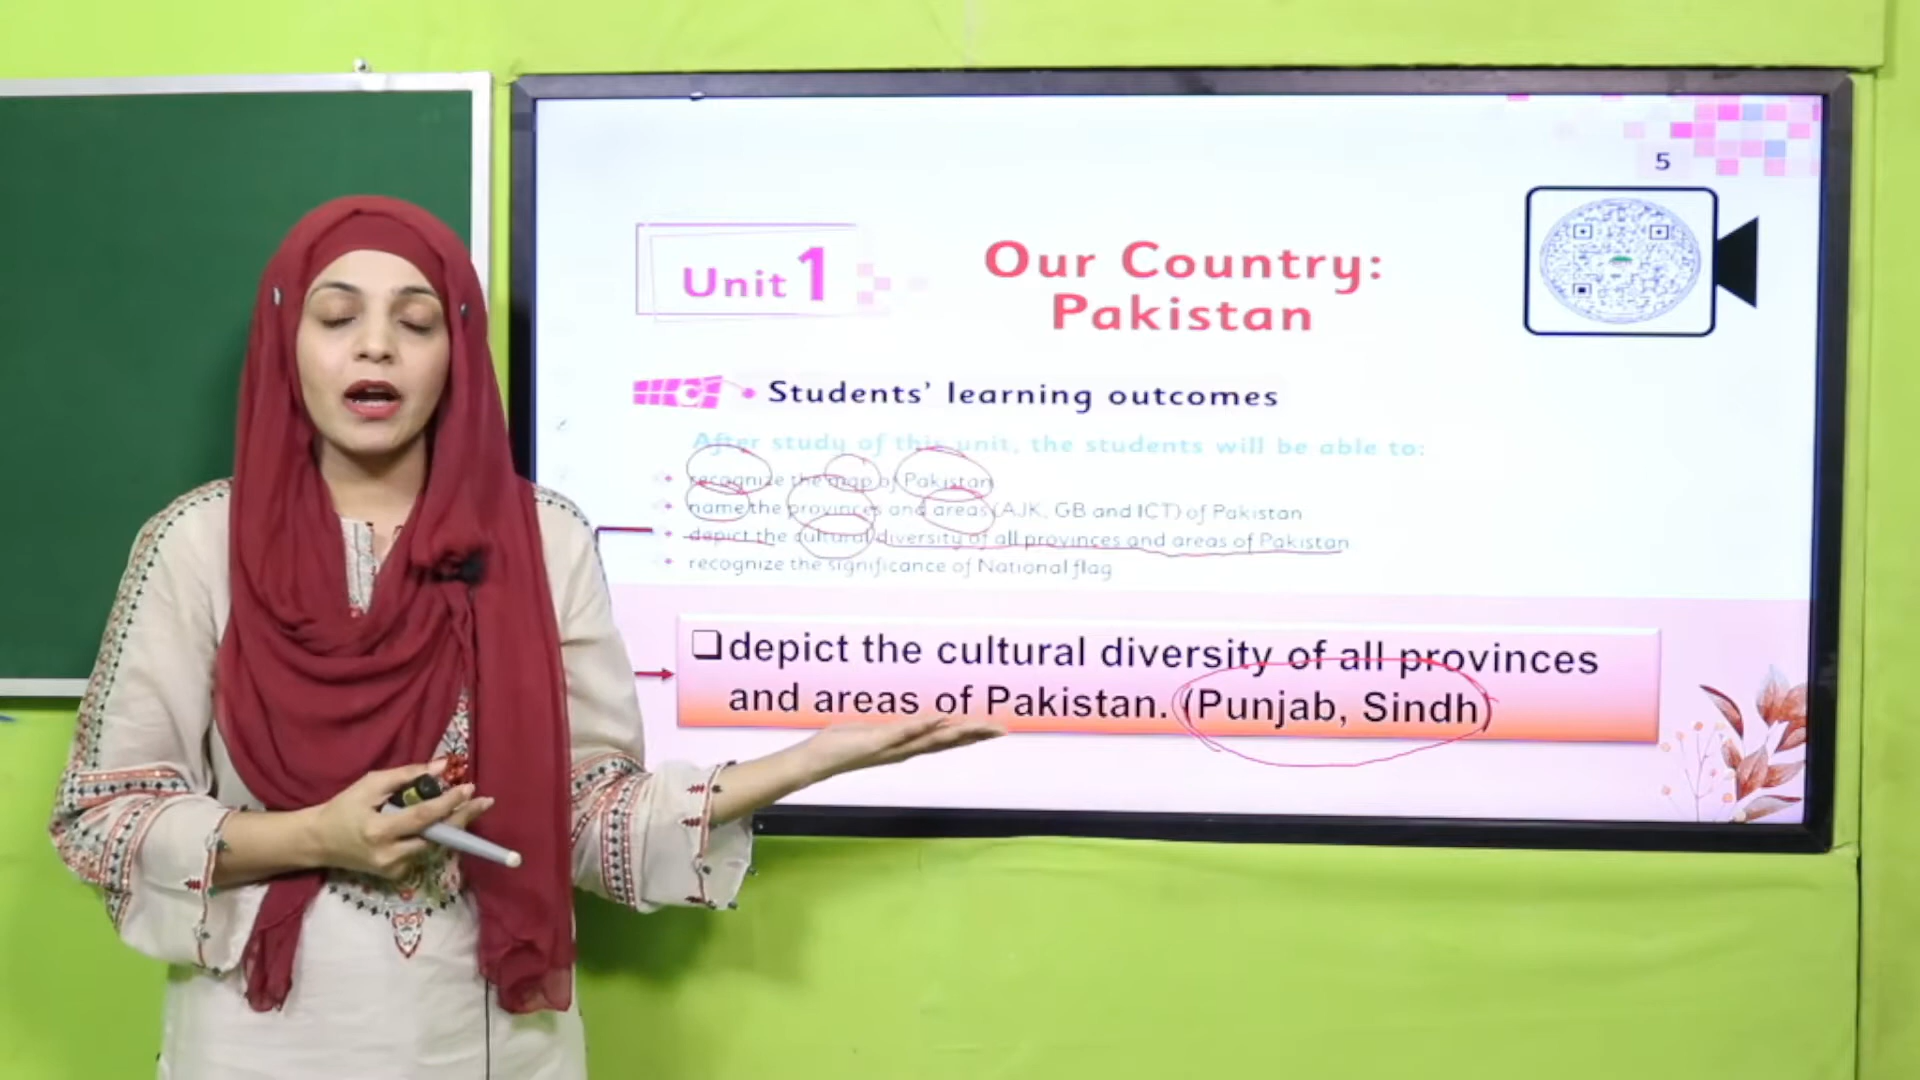 5
Unit 1
Our Country:
Pakistan
Students' learning outcomes
After study of this unit, the students will be able to:
recognize the map of Pakistan
name the provinces and areas (AJK, GB and ICT) of Pakistan
depict the cultural diversity of all provinces and areas of Pakistan
recognize the significance of National flag
depict the cultural diversity of all provinces
and areas of Pakistan. (Punjab, Sindh)